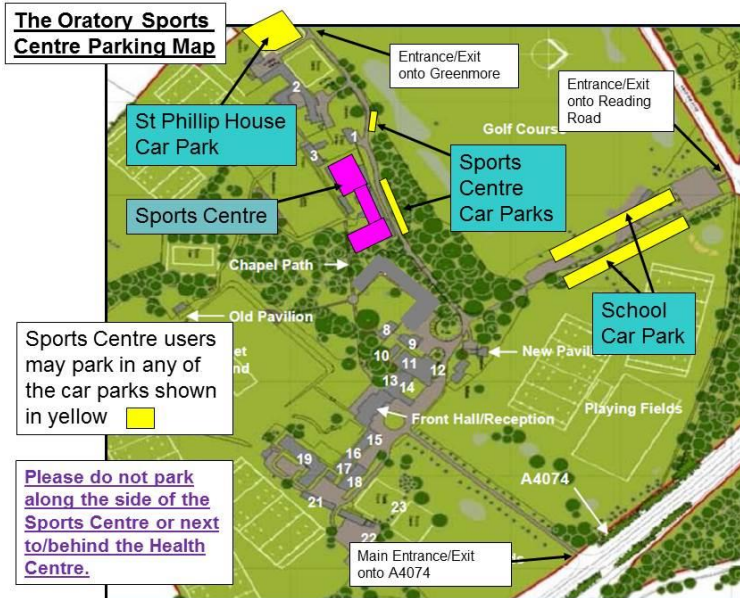 The Oratory Sports
Centre Parking Map
Entrance/Exit
onto Greenmore
Entrance/Exit
onto Reading
Road
2
St Phillip House
Car Park
1
Golf Course
3
Sports
Centre
Car Parks
Sports Centre
Chapel Path
School
Car Park
Old Pavilion
Sports Centre users
may park in any of
the car parks shown
in yellow
8
9
10
11
12
13
14
New Pavilion
Playing Fields
Front Hall/Reception
15
16
17
18
19
21
22
23
Please do not park
along the side of the
Sports Centre or next
to/behind the Health
Centre.
A4074
Main Entrance/Exit
onto A4074